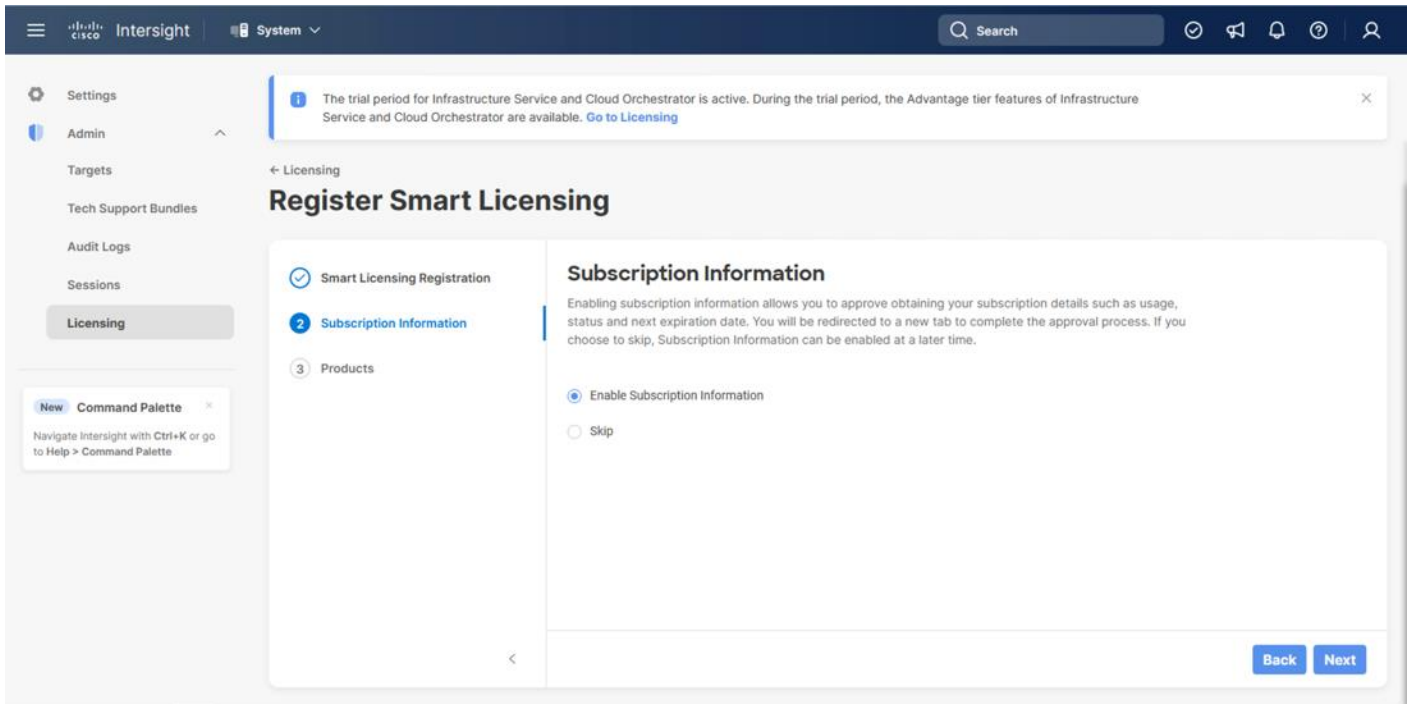 cisco Intersight
System
Search
Settings
Admin
Targets
Tech Support Bundles
Audit Logs
Sessions
Licensing
New Command Palette
Navigate Intersight with Ctrl+K or go
to Help > Command Palette
The trial period for Infrastructure Service and Cloud Orchestrator is active. During the trial period, the Advantage tier features of Infrastructure
Service and Cloud Orchestrator are available. Go to Licensing
← Licensing
Register Smart Licensing
Smart Licensing Registration
2 Subscription Information
3 Products
Subscription Information
Enabling subscription information allows you to approve obtaining your subscription details such as usage,
status and next expiration date. You will be redirected to a new tab to complete the approval process. If you
choose to skip, Subscription Information can be enabled at a later time.
Enable Subscription Information
Skip
Back Next